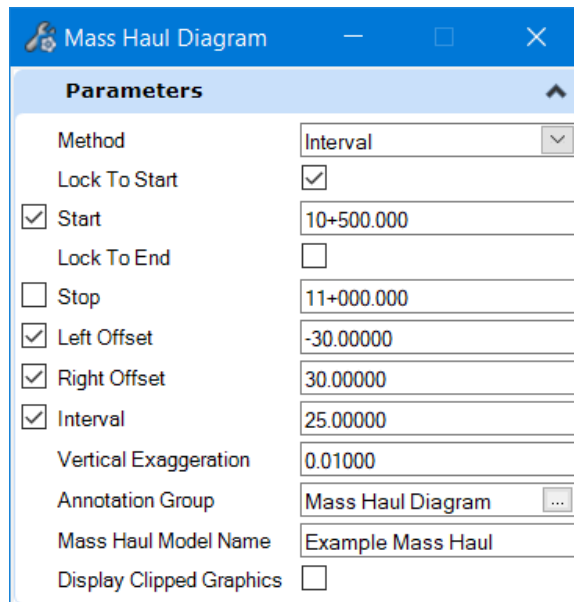 Mass Haul Diagram
Parameters
Method Interval
Lock To Start
Start 10+500.000
Lock To End
Stop 11+000.000
Left Offset -30.00000
Right Offset 30.00000
Interval 25.00000
Vertical Exaggeration 0.01000
Annotation Group Mass Haul Diagram ...
Mass Haul Model Name Example Mass Haul
Display Clipped Graphics